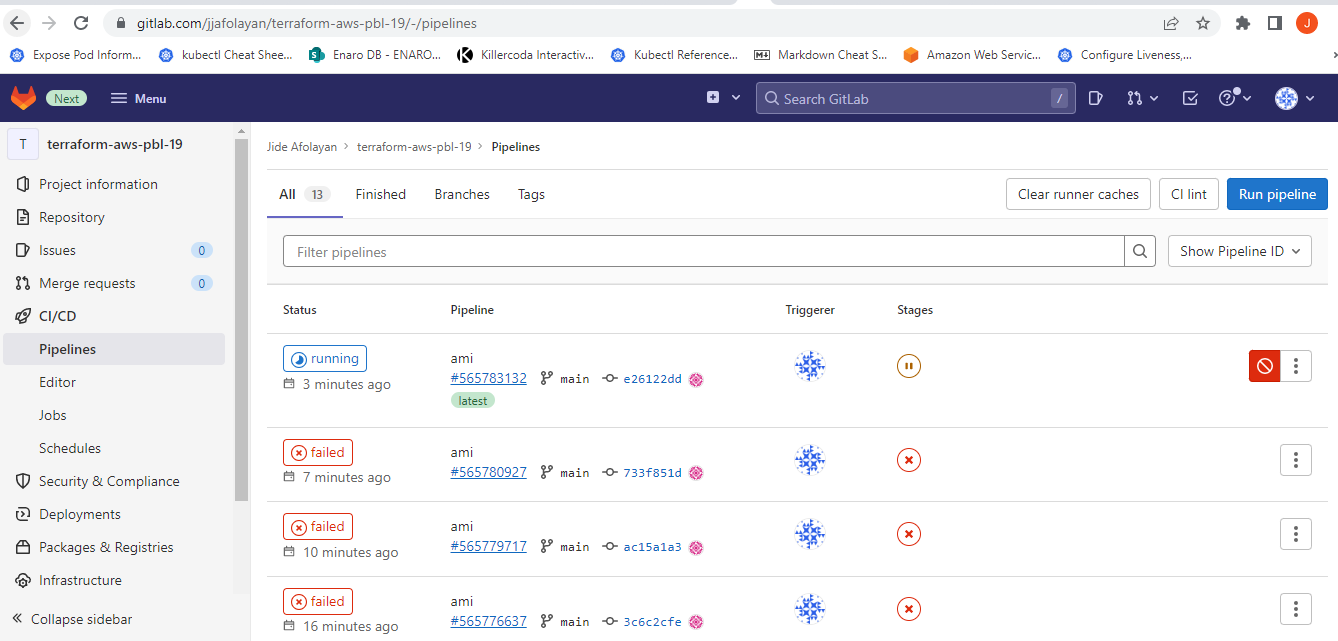 gitlab.com/jjafolayan/terraform-aws-pbl-19/-/pipelines
J
Expose Pod Inform...
kubectl Cheat Shee...
Enaro DB - ENARO...
Killercoda Interactiv...
Kubectl Reference...
Markdown Cheat S...
Amazon Web Servic...
Configure Liveness,...
Next
Menu
Search GitLab
/
T
terraform-aws-pbl-19
Project information
Repository
Issues 0
Merge requests 0
CI/CD
Pipelines
Editor
Jobs
Schedules
Security & Compliance
Deployments
Packages & Registries
Infrastructure
Collapse sidebar
Jide Afolayan › terraform-aws-pbl-19 › Pipelines
All 13 Finished Branches Tags
Clear runner caches CI lint Run pipeline
Filter pipelines
Show Pipeline ID
Status Pipeline Triggerer Stages
running ami
#565783132 main e26122dd
3 minutes ago
latest
failed ami
#565780927 main 733f851d
7 minutes ago
failed ami
#565779717 main ac15a1a3
10 minutes ago
failed ami
#565776637 main 3c6c2cfe
16 minutes ago